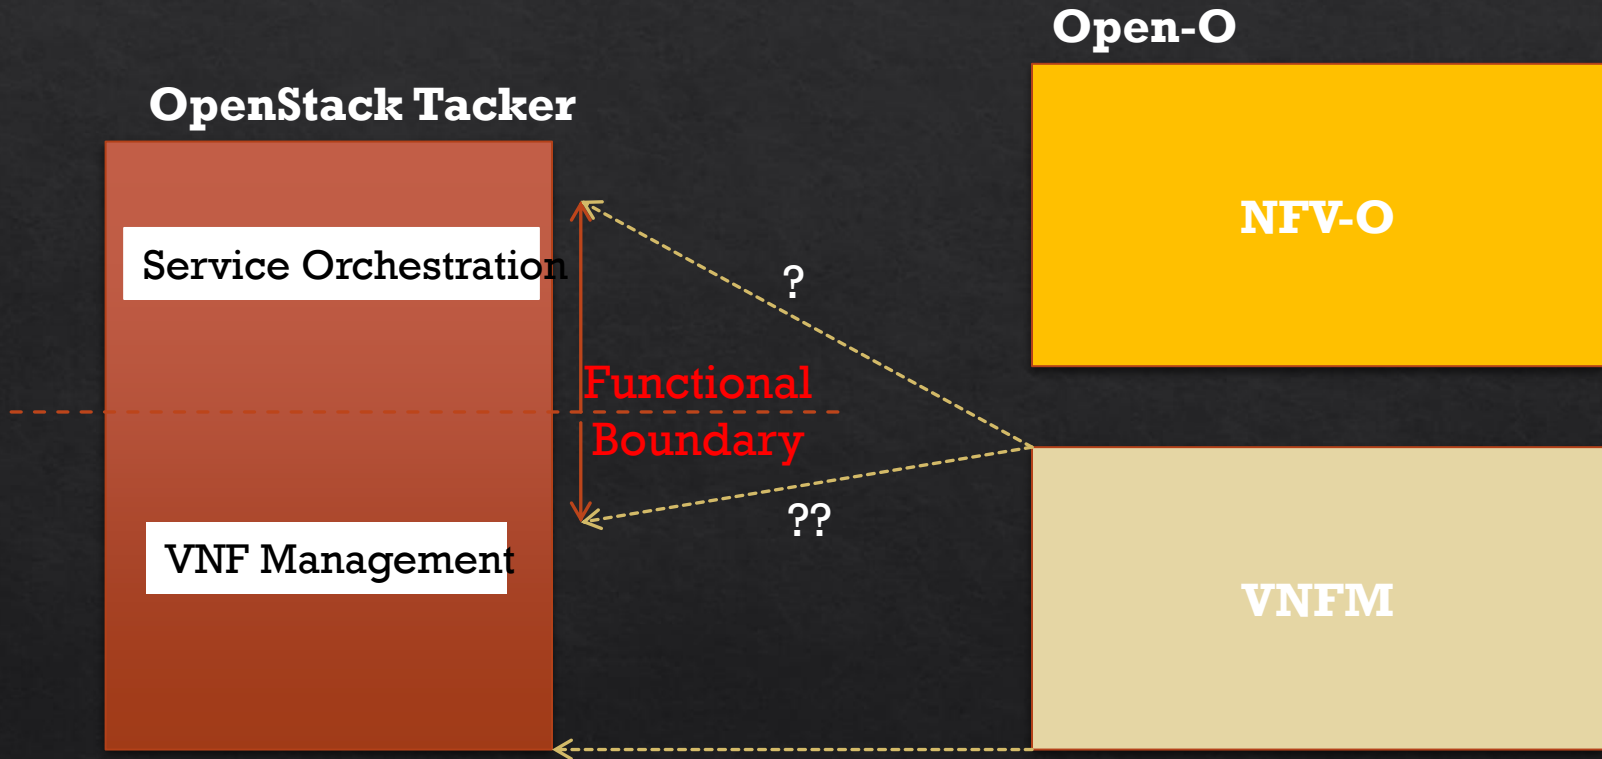 Open-O
OpenStack Tacker
NFV-O
Service Orchestration
?
Functional
Boundary
??
VNF Management
VNFM